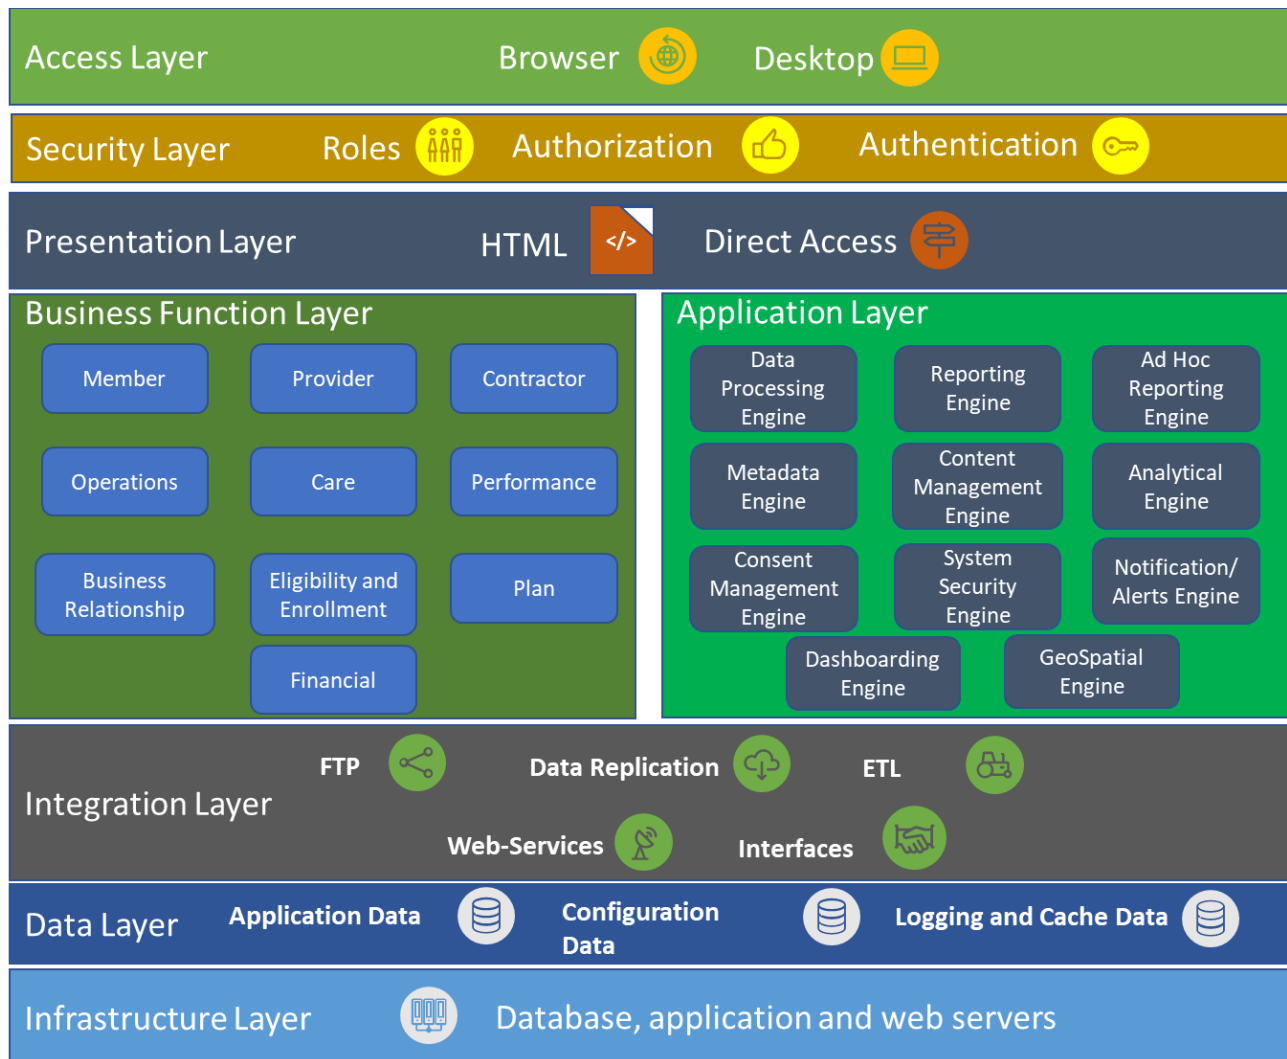 Access Layer
Browser
Desktop
Security Layer
Roles
Authorization
Authentication
Presentation Layer
HTML
</>
Direct Access
Business Function Layer
Member
Provider
Contractor
Operations
Care
Performance
Business
Relationship
Eligibility and
Enrollment
Plan
Financial
Application Layer
Data
Processing
Engine
Reporting
Engine
Ad Hoc
Reporting
Engine
Metadata
Engine
Content
Management
Engine
Analytical
Engine
Consent
Management
Engine
System
Security
Engine
Notification/
Alerts Engine
Dashboarding
Engine
GeoSpatial
Engine
Integration Layer
FTP
Data Replication
ETL
Web-Services
Interfaces
Data Layer
Application Data
Configuration
Data
Logging and Cache Data
Infrastructure Layer
Database, application and web servers